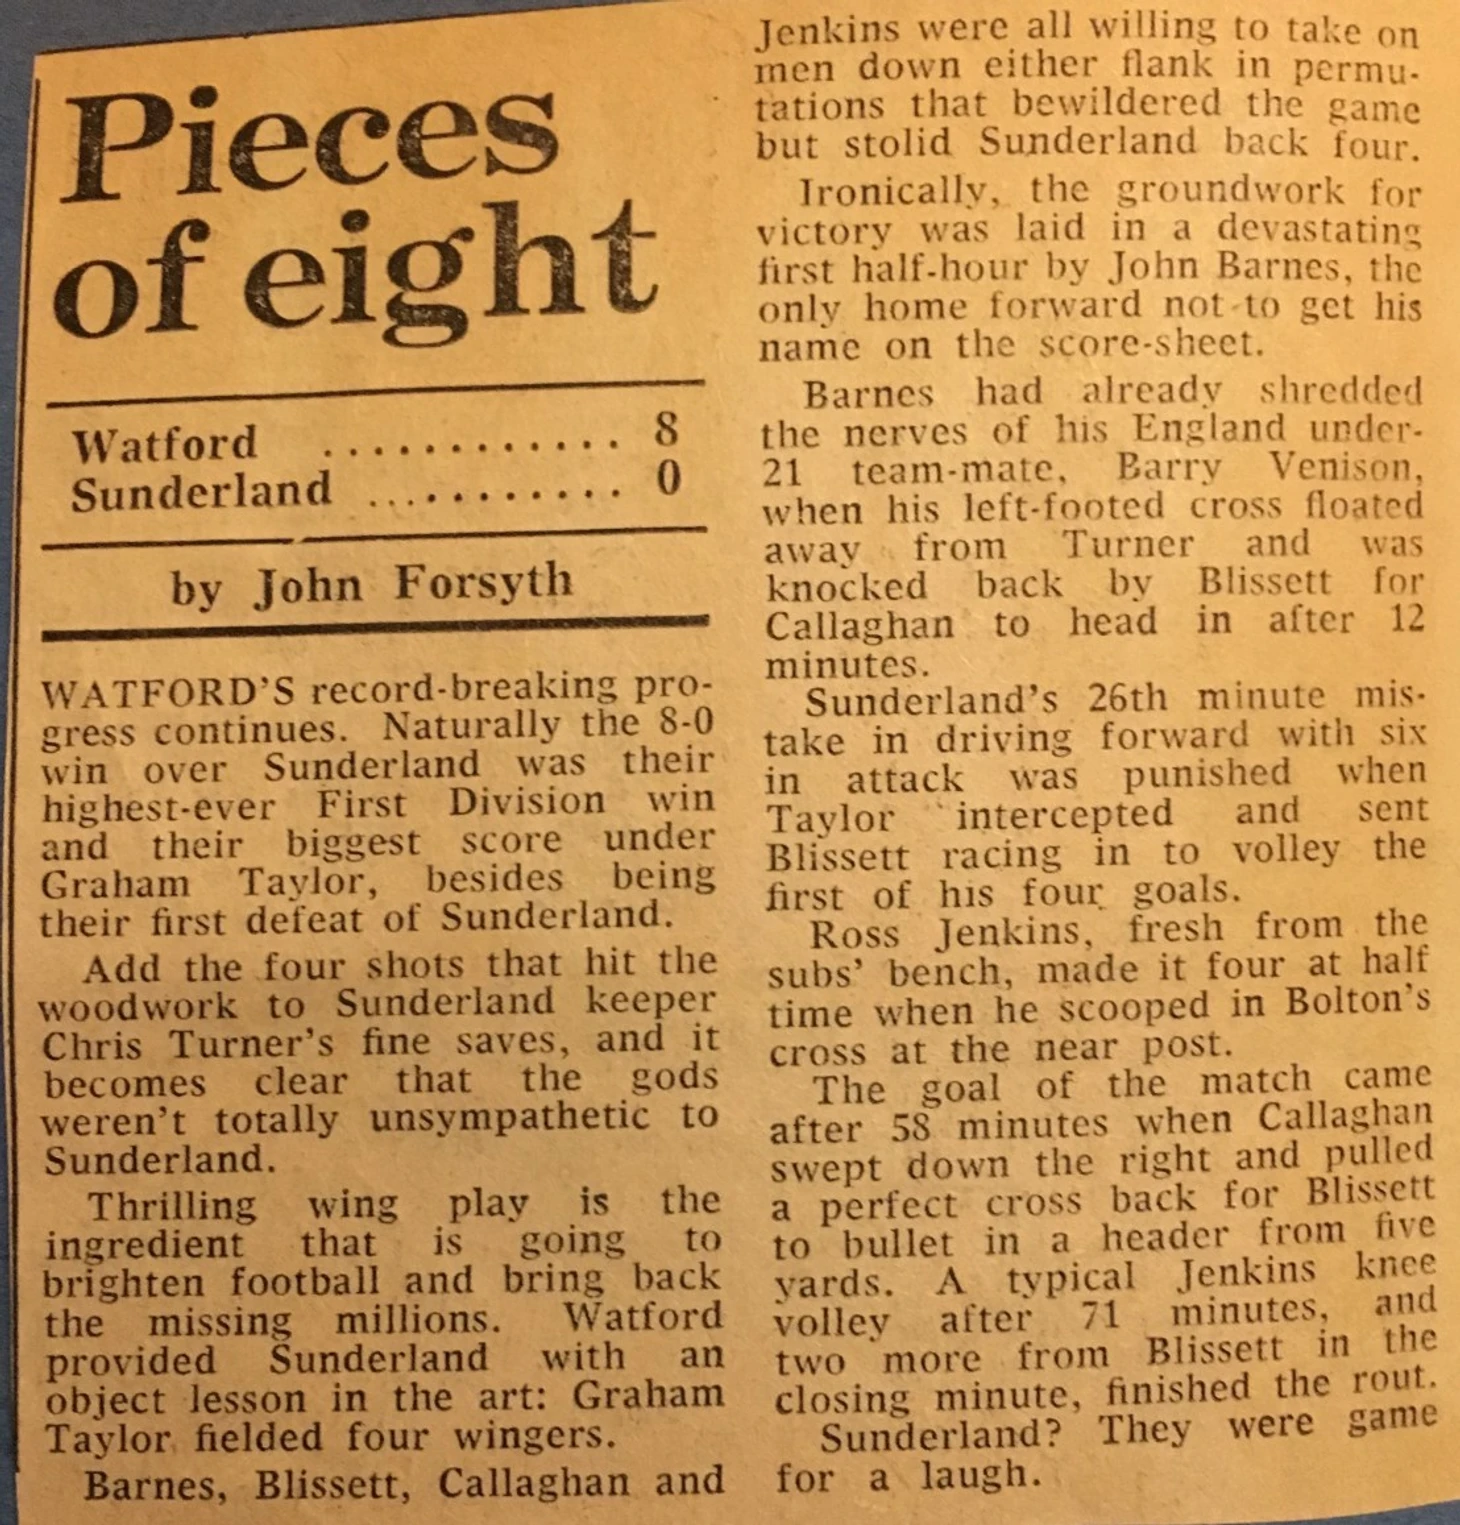 Pieces
of eight
Watford ............ 8
Sunderland ........... 0
by John Forsyth
WATFORD'S record-breaking pro-
gress continues. Naturally the 8-0
win over Sunderland was their
highest-ever First Division win
and their biggest score under
Graham Taylor, besides being
their first defeat of Sunderland.
Add the four shots that hit the
woodwork to Sunderland keeper
Chris Turner's fine saves, and it
becomes clear that the gods
weren't totally unsympathetic to
Sunderland.
Thrilling wing play is the
ingredient that is going to
brighten football and bring back
the missing millions. Watford
provided Sunderland with an
object lesson in the art: Graham
Taylor fielded four wingers.
Barnes, Blissett, Callaghan and
Jenkins were all willing to take on
men down either flank in permu-
tations that bewildered the game
but stolid Sunderland back four.
Ironically, the groundwork for
victory was laid in a devastating
first half-hour by John Barnes, the
only home forward not to get his
name on the score-sheet.
Barnes had already shredded
the nerves of his England under-
21 team-mate, Barry Venison,
when his left-footed cross floated
away from Turner and was
knocked back by Blissett for
Callaghan to head in after 12
minutes.
Sunderland's 26th minute mis-
take in driving forward with six
in attack was punished when
Taylor intercepted and sent
Blissett racing in to volley the
first of his four goals.
Ross Jenkins, fresh from the
subs' bench, made it four at half
time when he scooped in Bolton's
cross at the near post.
The goal of the match came
after 58 minutes when Callaghan
swept down the right and pulled
a perfect cross back for Blissett
to bullet in a header from five
yards. A typical Jenkins knee
volley after 71 minutes, and
two more from Blissett in the
closing minute, finished the rout.
Sunderland? They were game
for a laugh.